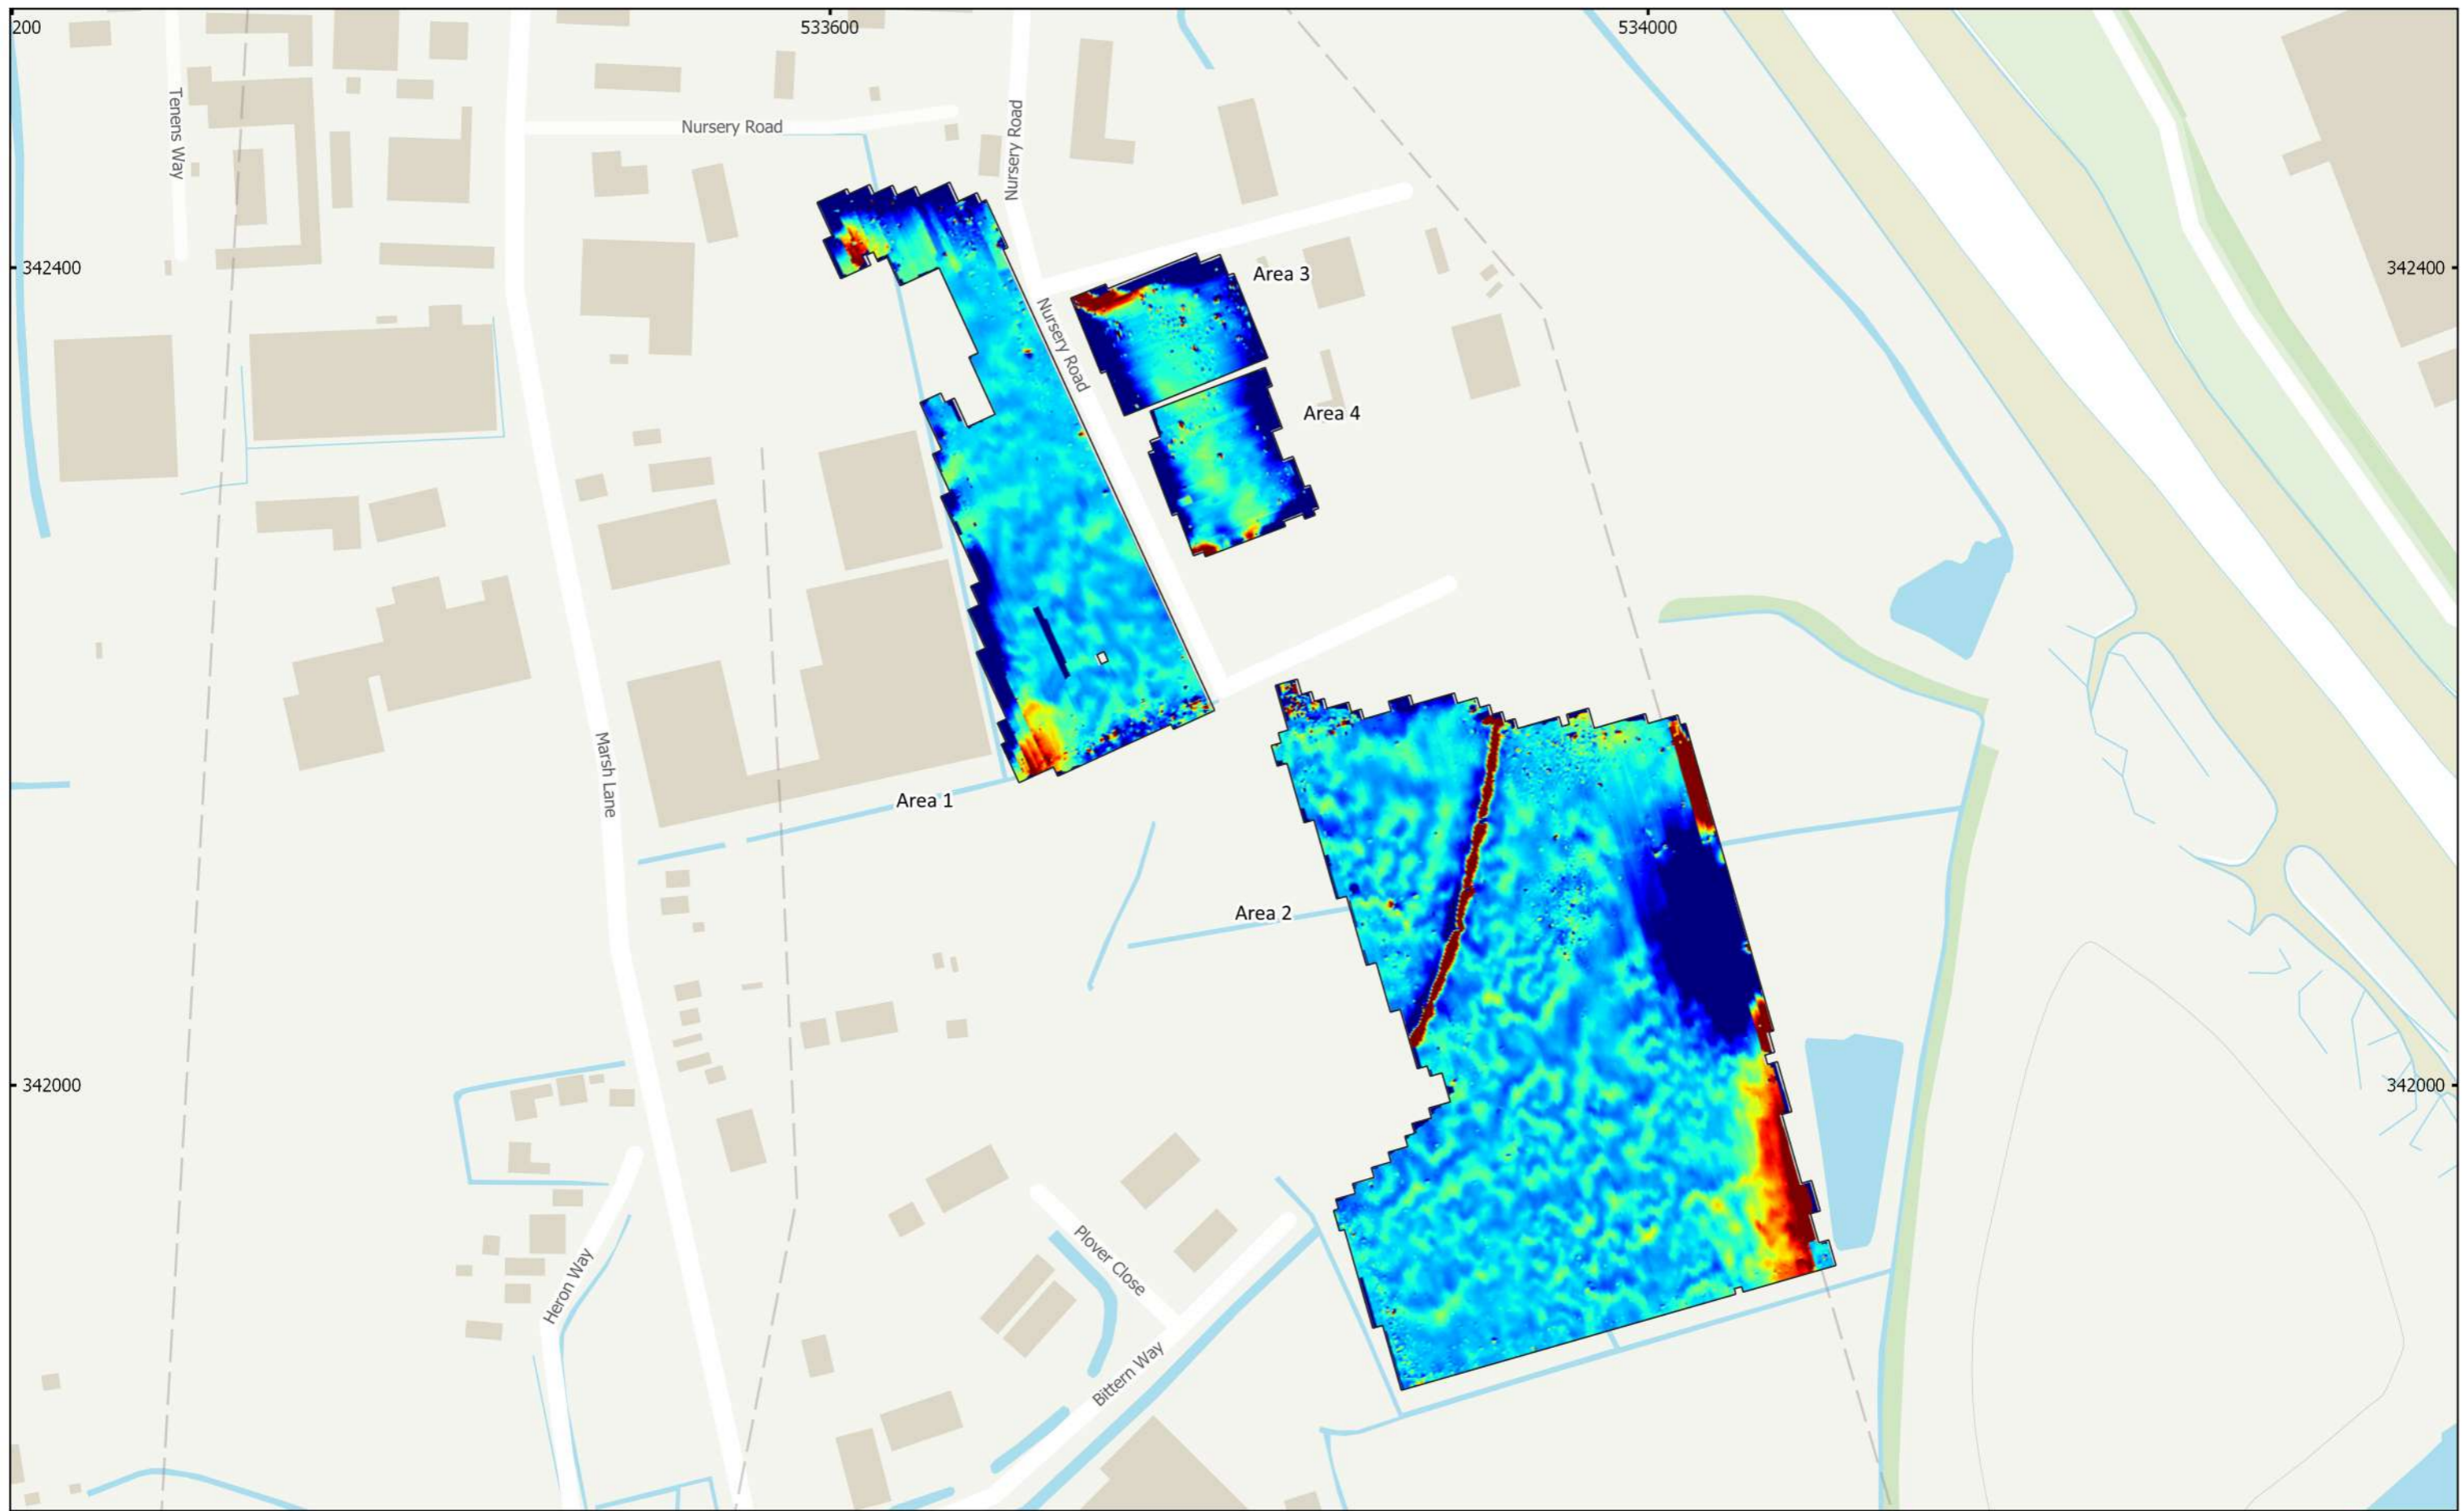 200
533600
534000
Tenens Way
Nursery Road
Nursery Road
342400
Area 3
342400
Nursery Road
Area 4
Marsh Lane
Area 1
Area 2
342000
342000
Heron Way
Plover Close
Bittern Way